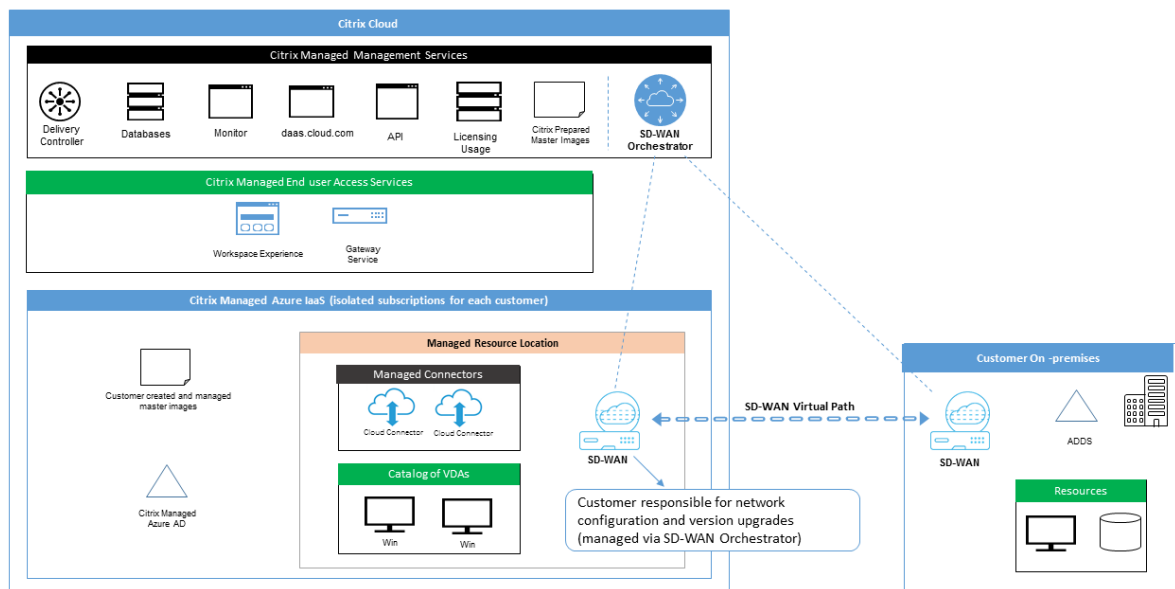 Citrix Cloud
Citrix Managed Management Services
Delivery
Controller
Databases
Monitor
daas.cloud.com
API
Licensing
Usage
Citrix Prepared
Master Images
SD-WAN
Orchestrator
Citrix Managed End user Access Services
Workspace Experience
Gateway
Service
Citrix Managed Azure IaaS (isolated subscriptions for each customer)
Customer created and managed
master images
Citrix Managed
Azure AD
Managed Resource Location
Managed Connectors
Cloud Connector
Cloud Connector
Catalog of VDAs
Win
Win
SD-WAN
Customer responsible for network
configuration and version upgrades
(managed via SD-WAN Orchestrator)
SD-WAN Virtual Path
Customer On -premises
SD-WAN
ADDS
Resources